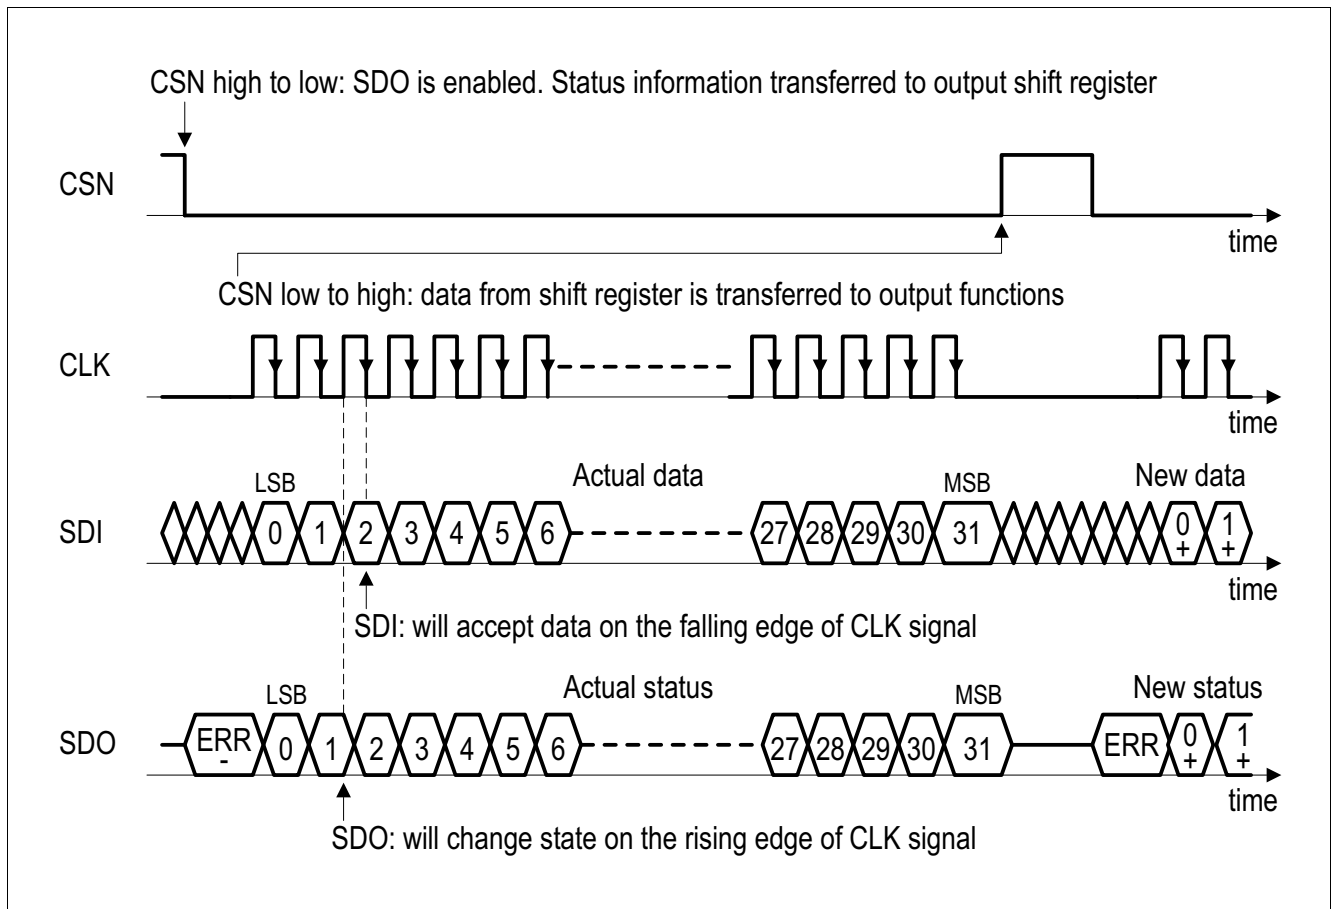 CSN high to low: SDO is enabled. Status information transferred to output shift register
CSN
time
CSN low to high: data from shift register is transferred to output functions
CLK
time
LSB Actual data MSB New data
SDI 0 1 2 3 4 5 6 27 28 29 30 31 0 + 1 +
time
SDI: will accept data on the falling edge of CLK signal
LSB Actual status MSB New status
SDO ERR - 0 1 2 3 4 5 6 27 28 29 30 31 ERR 0 + 1 +
time
SDO: will change state on the rising edge of CLK signal